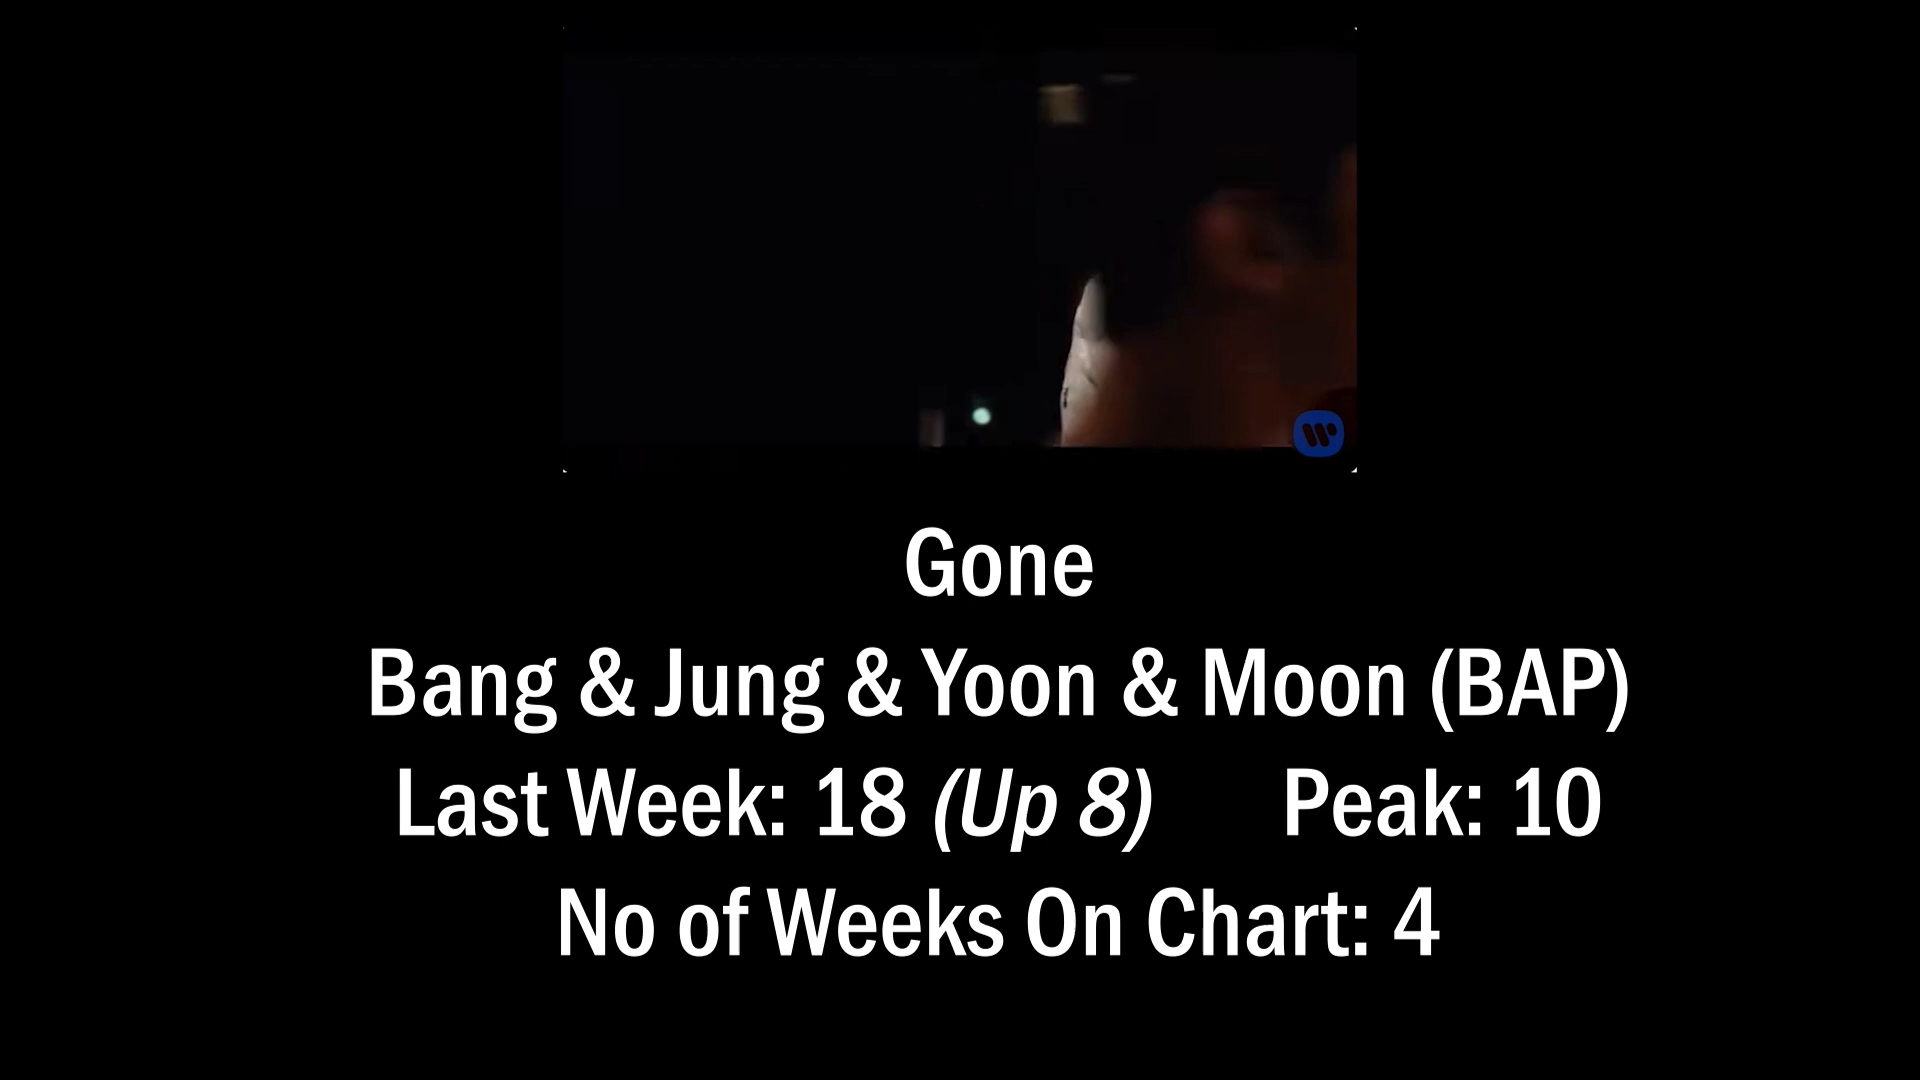 Gone
Bang & Jung & Yoon & Moon (BAP)
Last Week: 18 (Up 8) Peak: 10
No of Weeks On Chart: 4